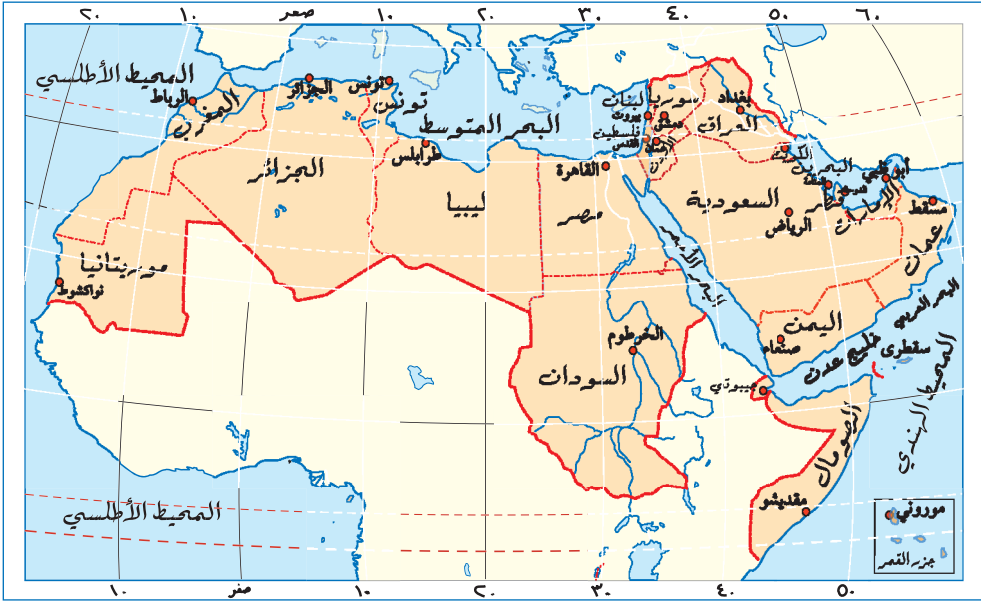 ٢٠ ١٠ صفر ١٠ ٢٠ ٣٠ ٤٠ ٥٠ ٦٠
المحيط الأطلسي
الرباط
المغرب
الجزائر
تونس
تونس
البحر المتوسط
طرابلس
الجزائر
ليبيا
القاهرة
مصر
موريتانيا
نواكشوط
لبنان
سوريا
بيروت
دمشق
فلسطين
القدس
بغداد
العراق
الكويت
البحرين
قطر
أبو ظبي
الإمارات
مسقط
عمان
السعودية
الرياض
البحر الأحمر
البحر العربي
اليمن
صنعاء
خليج عدن
سقطرى
المحيط الهندي
الخرطوم
السودان
جيبوتي
الصومال
مقديشو
موروني
جزر القمر
المحيط الأطلسي
١٠ صفر ١٠ ٢٠ ٣٠ ٤٠ ٥٠